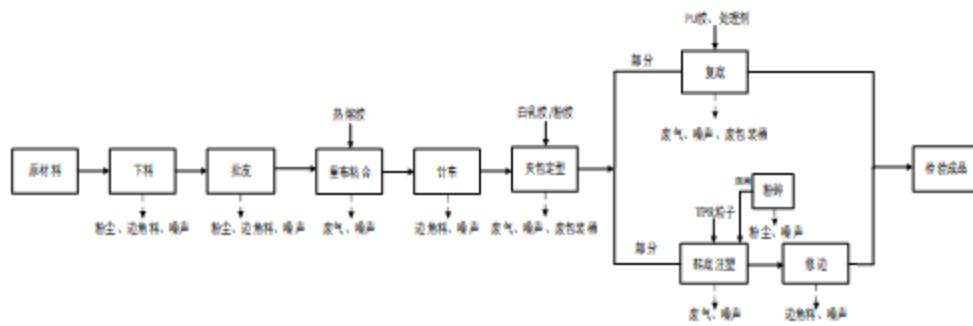 PU胶、处理剂
部分
复底
废气、噪声、废包装桶
热熔胶
白乳胶/粉胶
原材料
下料
批皮
针车
夹包定型
检验成品
粉尘、边角料、噪声
粉尘、边角料、噪声
废气、噪声
边角料、噪声
废气、噪声、废包装桶
粉碎
TPR粒子
粉尘、噪声
部分
鞋底注塑
修边
废气、噪声
边角料、噪声